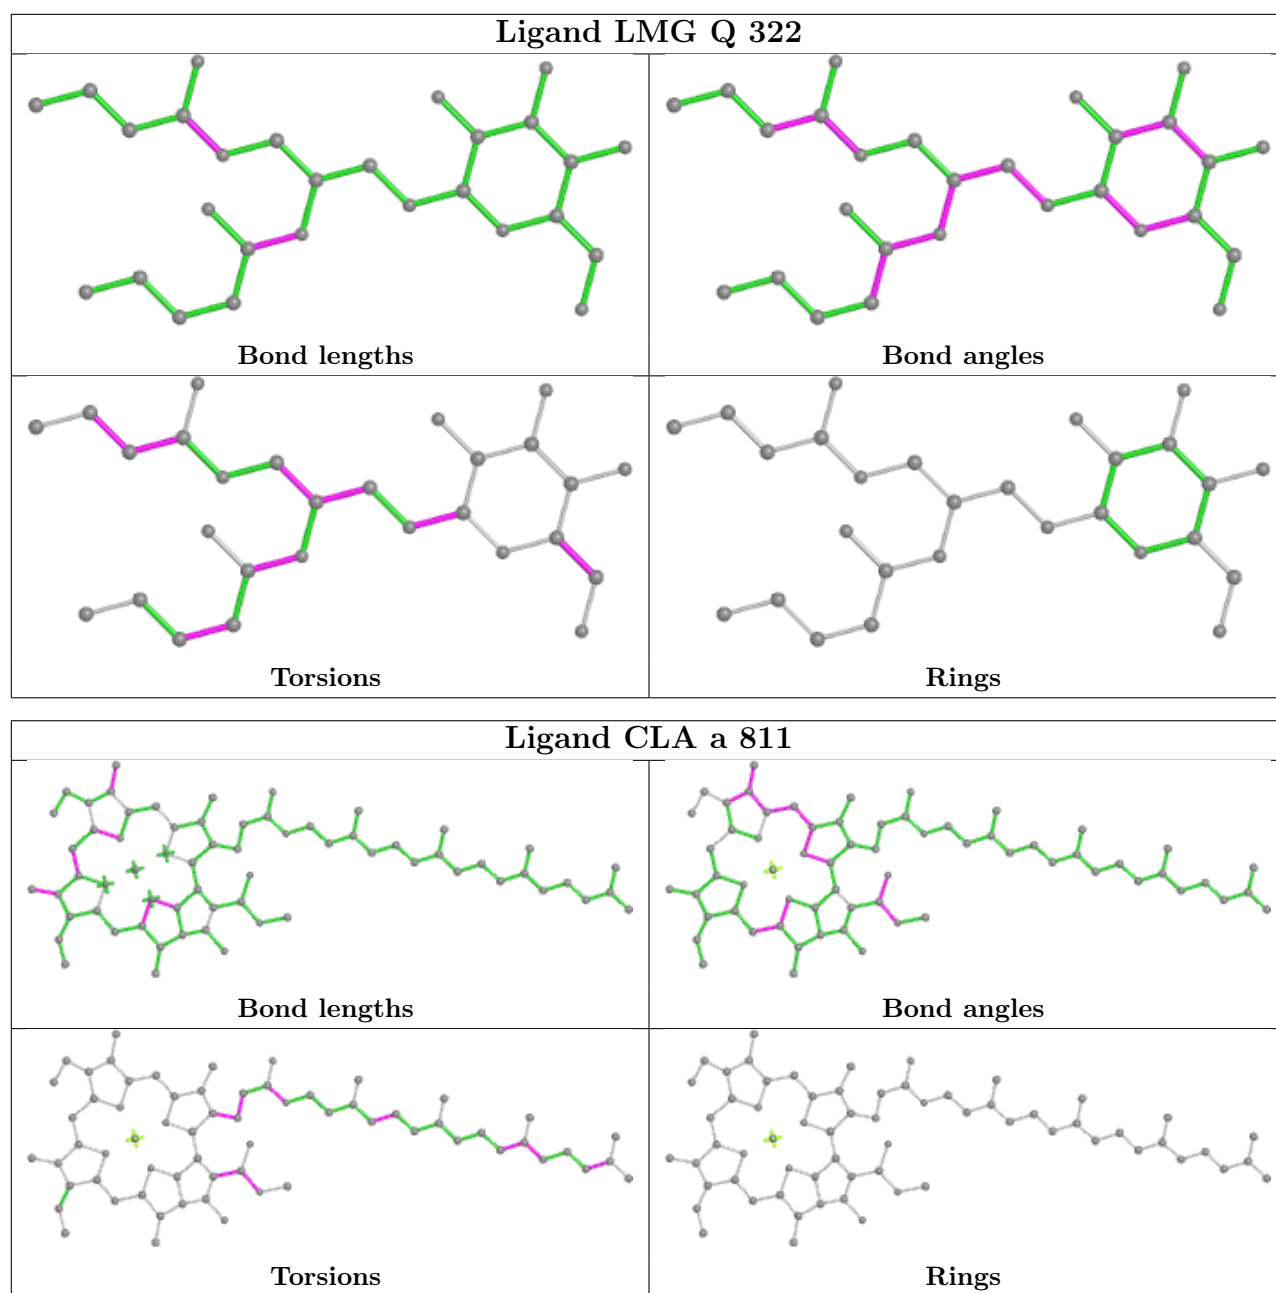 Ligand LMG Q 322
Bond lengths
Bond angles
Torsions
Rings
Ligand CLA a 811
Bond lengths
Bond angles
Torsions
Rings